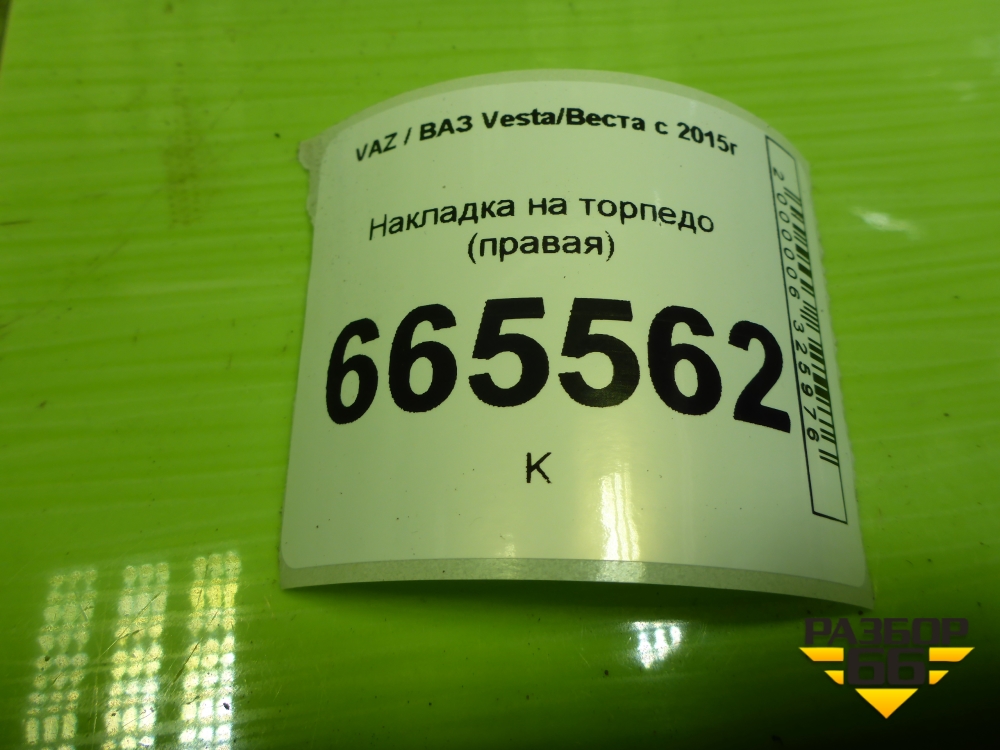 VAZ / ВАЗ Vesta/Веста с 2015г
Накладка на торпедо
(правая)
665562
К
2000006325976
РАЗБОР
66